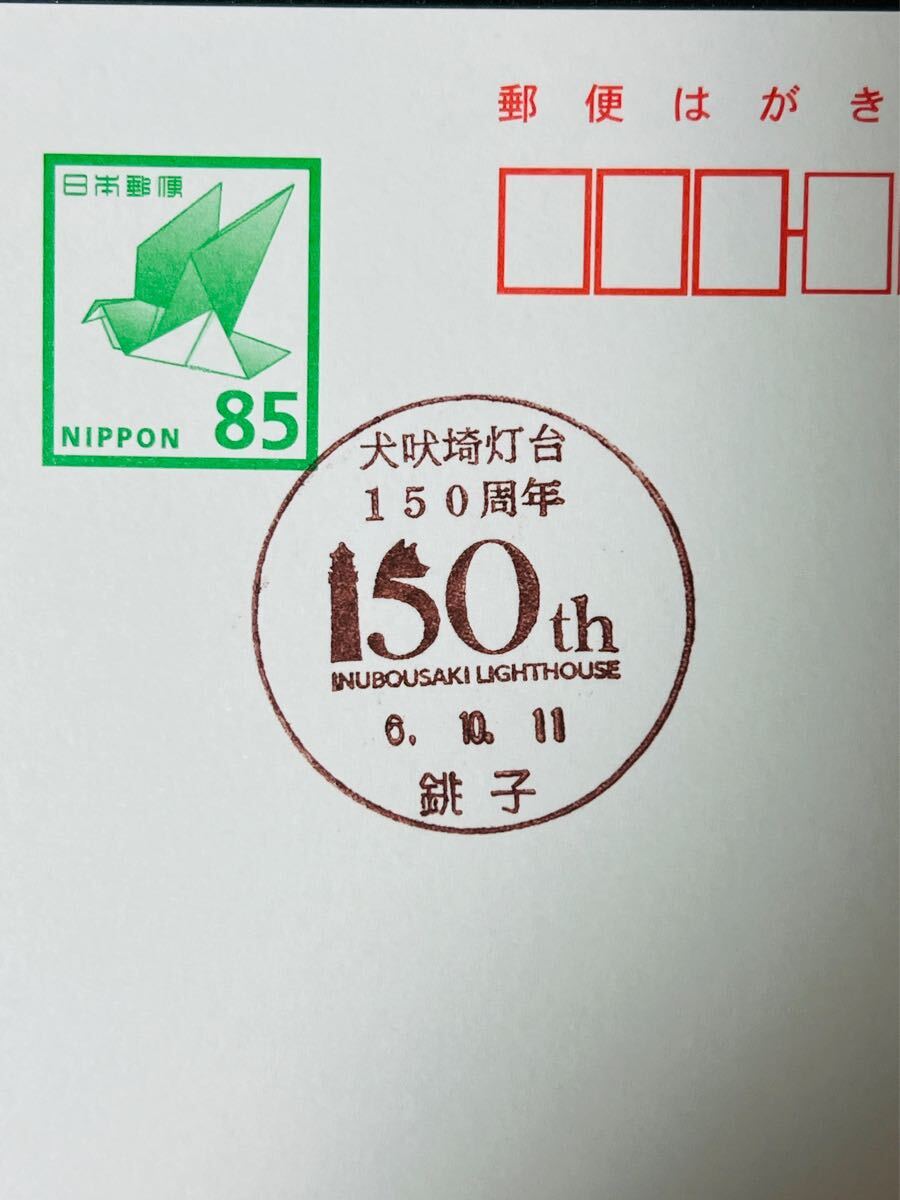 郵便はがき
日本郵便
NIPPON 85
犬吠埼灯台
150周年
150th
INUBOUSAKI LIGHTHOUSE
6. 10. 11
銚子